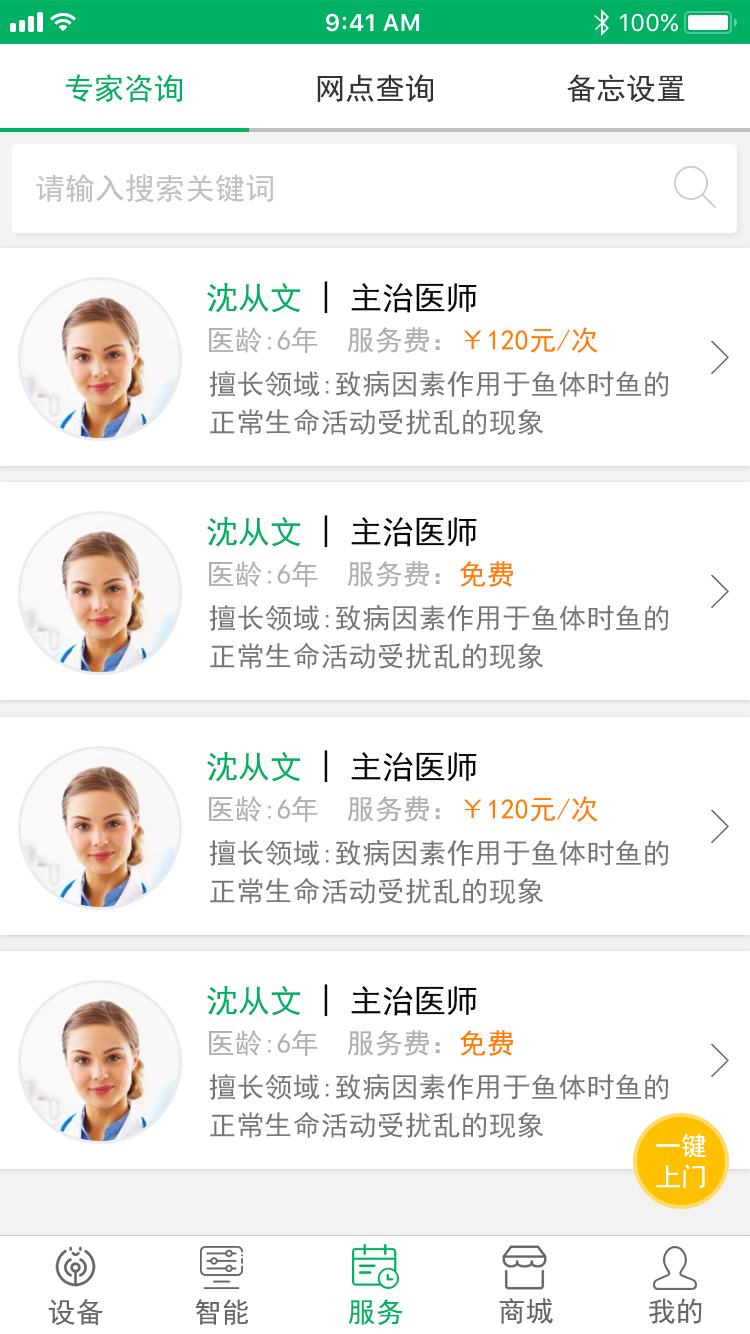 9:41 AM 100%
专家咨询 网点查询 备忘设置
请输入搜索关键词
沈从文 | 主治医师
医龄:6年 服务费：￥120元/次
擅长领域:致病因素作用于鱼体时鱼的
正常生命活动受扰乱的现象
沈从文 | 主治医师
医龄:6年 服务费：免费
擅长领域:致病因素作用于鱼体时鱼的
正常生命活动受扰乱的现象
沈从文 | 主治医师
医龄:6年 服务费：￥120元/次
擅长领域:致病因素作用于鱼体时鱼的
正常生命活动受扰乱的现象
沈从文 | 主治医师
医龄:6年 服务费：免费
擅长领域:致病因素作用于鱼体时鱼的
正常生命活动受扰乱的现象
一键
上门
设备 智能 服务 商城 我的